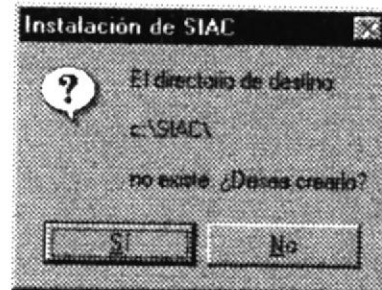 Instalación de SIAC
El directorio de destino:
c:\SIAC\
no existe. ¿Desea crearlo?
Sí
No